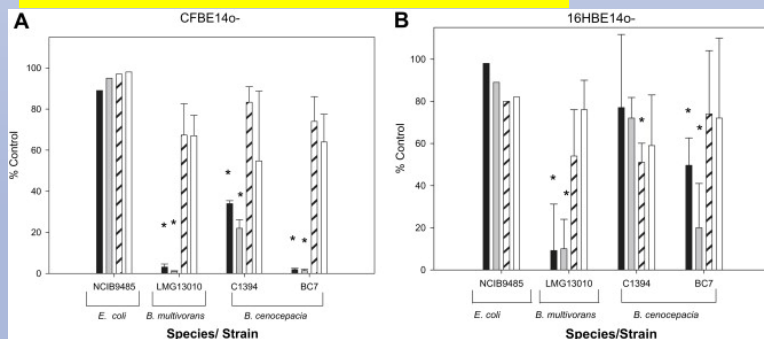 A
CFBE14o-
% Control
100
80
60
40
20
0
* * * * * *
NCIB9485 LMG13010 C1394 BC7
E. coli B. multivorans B. cenocepacia
Species/Strain
B
16HBE14o-
% Control
100
80
60
40
20
0
* * * * *
NCIB9485 LMG13010 C1394 BC7
E. coli B. multivorans B. cenocepacia
Species/ Strain